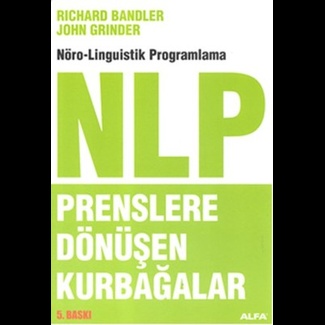 RICHARD BANDLER
JOHN GRINDER
Nöro-Linguistik Programlama
NLP
PRENSLERE
DÖNÜŞEN
KURBAĞALAR
5. BASKI
ALFA